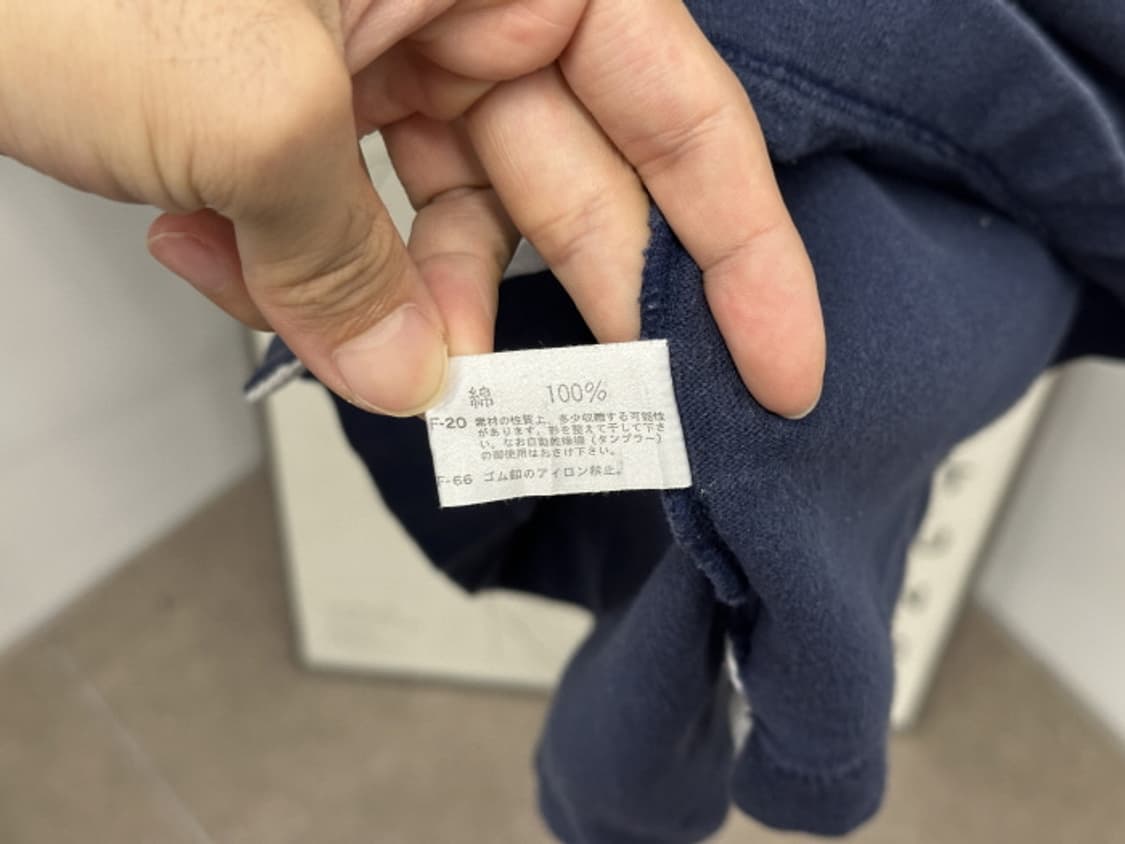 綿 100%
F-20 素材の性質上、多少収縮する可能性
があります。形を整えて干して下さ
い。なお自動乾燥機（タンブラー）
の御使用はおさけ下さい。
F-66 ゴム釦のアイロン禁止。